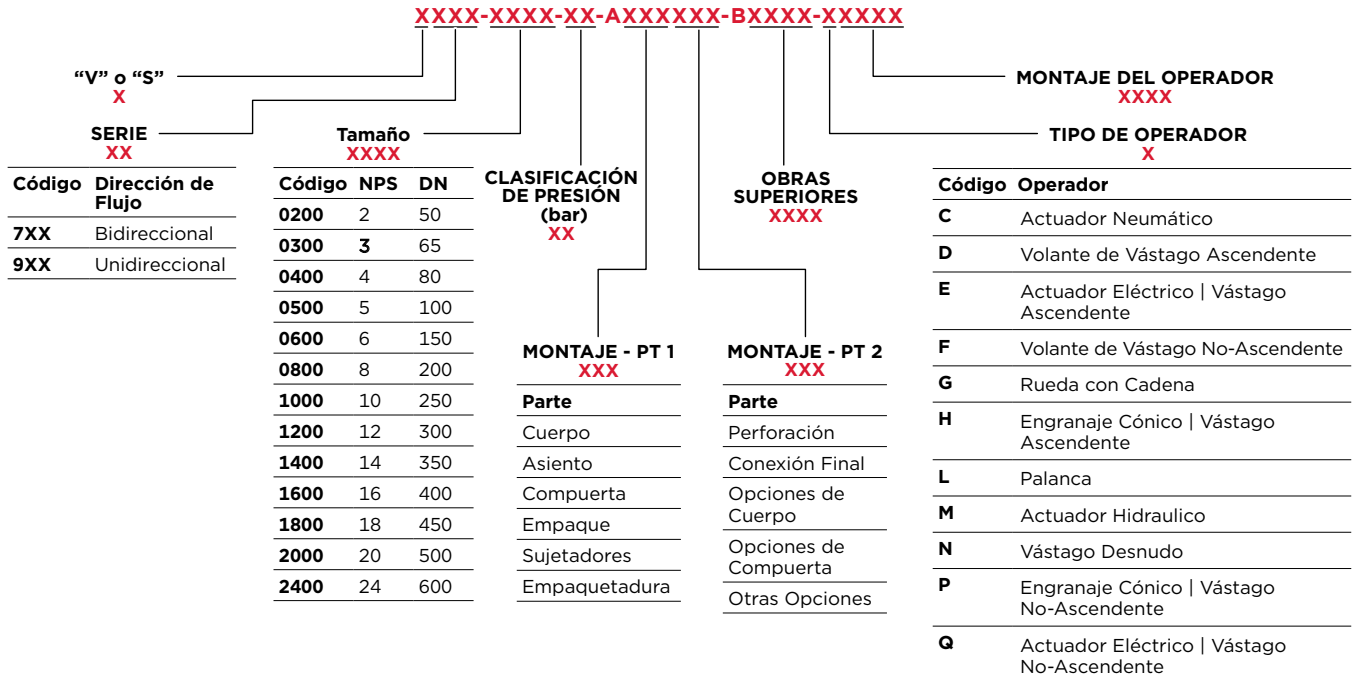 XXXX-XXXX-XX-AXXXXXX-BXXXX-XXXXX
“V” o “S”
X
SERIE
XX
Código Dirección de
Flujo
7XX Bidireccional
9XX Unidireccional
Tamaño
XXXX
Código NPS DN
0200 2 50
0300 3 65
0400 4 80
0500 5 100
0600 6 150
0800 8 200
1000 10 250
1200 12 300
1400 14 350
1600 16 400
1800 18 450
2000 20 500
2400 24 600
CLASIFICACIÓN
DE PRESIÓN
(bar)
XX
MONTAJE - PT 1
XXX
Parte
Cuerpo
Asiento
Compuerta
Empaque
Sujetadores
Empaquetadura
OBRAS
SUPERIORES
XXXX
MONTAJE - PT 2
XXX
Parte
Perforación
Conexión Final
Opciones de
Cuerpo
Opciones de
Compuerta
Otras Opciones
MONTAJE DEL OPERADOR
XXXX
TIPO DE OPERADOR
X
Código Operador
C Actuador Neumático
D Volante de Vástago Ascendente
E Actuador Eléctrico | Vástago
Ascendente
F Volante de Vástago No-Ascendente
G Rueda con Cadena
H Engranaje Cónico | Vástago
Ascendente
L Palanca
M Actuador Hidraulico
N Vástago Desnudo
P Engranaje Cónico | Vástago
No-Ascendente
Q Actuador Eléctrico | Vástago
No-Ascendente